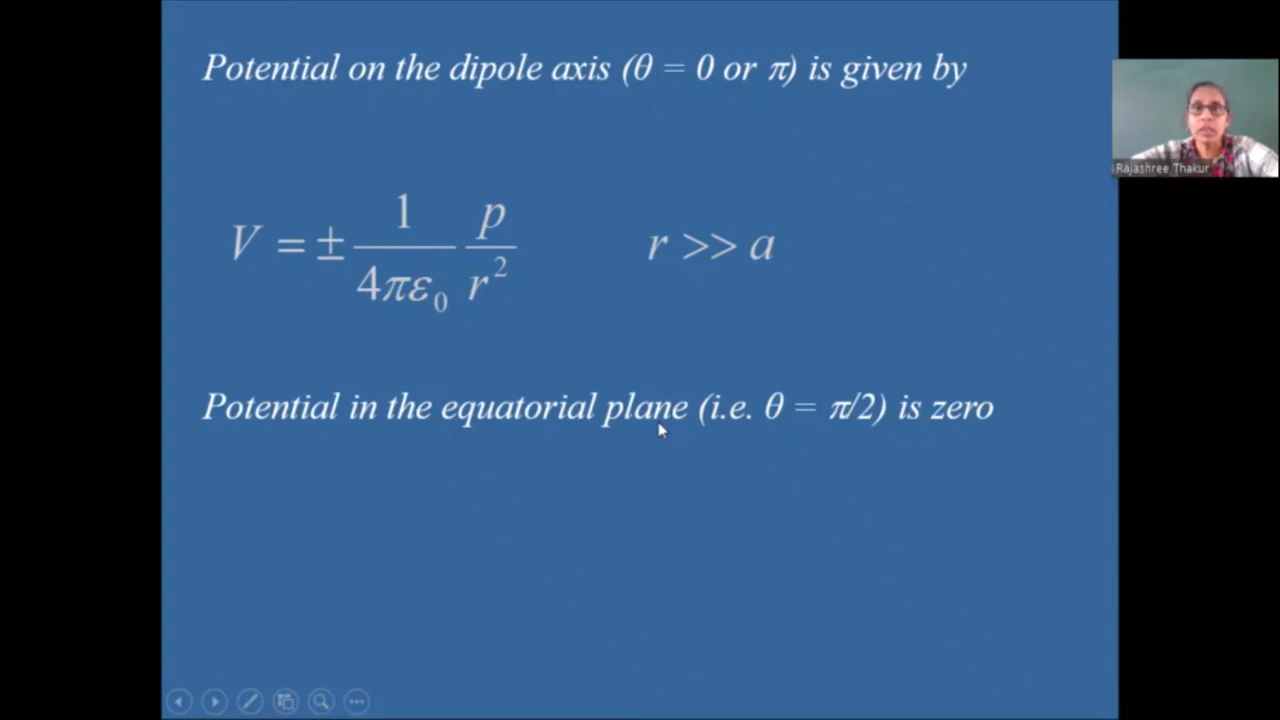 Potential on the dipole axis (θ = 0 or π) is given by
V = ± 1/4πε₀ p/r² r >> a
Potential in the equatorial plane (i.e. θ = π/2) is zero
Rajashree Thakur